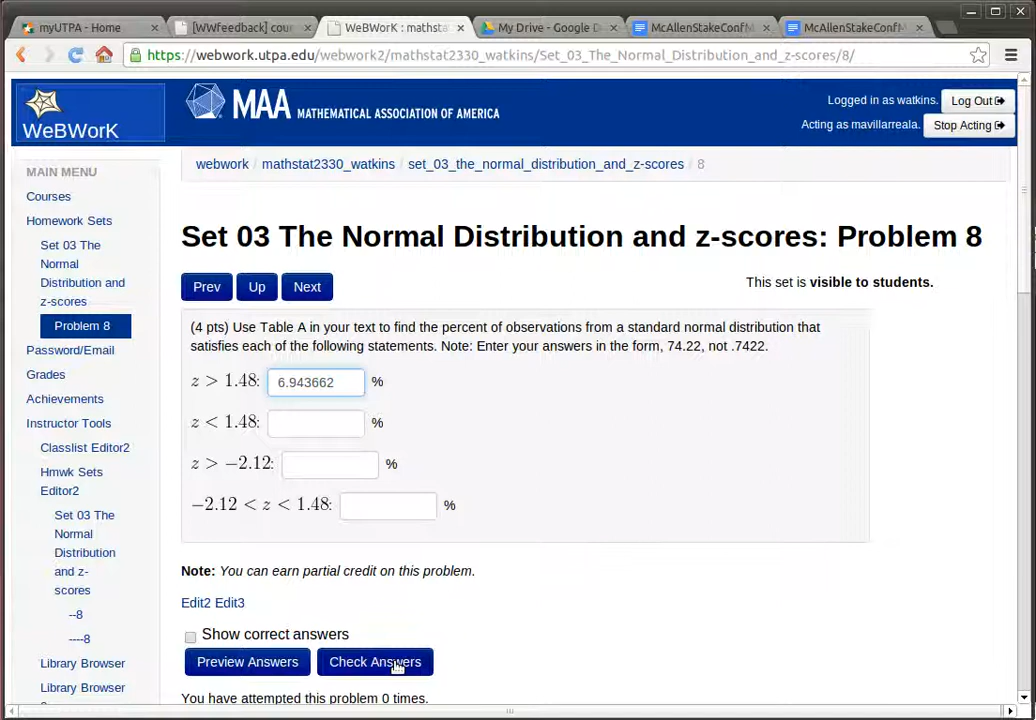 myUTPA - Home
[WWfeedback] cou
WeBWorK : mathst
My Drive - Google D
McAllenStakeConfM
McAllenStakeConfM
https://webwork.utpa.edu/webwork2/mathstat2330_watkins/Set_03_The_Normal_Distribution_and_z-scores/8/
WeBWorK
MAA MATHEMATICAL ASSOCIATION OF AMERICA
Logged in as watkins. Log Out
Acting as mavillarreala. Stop Acting
MAIN MENU
Courses
Homework Sets
Set 03 The
Normal
Distribution and
z-scores
Problem 8
Password/Email
Grades
Achievements
Instructor Tools
Classlist Editor2
Hmwk Sets
Editor2
Set 03 The
Normal
Distribution
and z-
scores
--8
----8
Library Browser
Library Browser
webwork / mathstat2330_watkins / set_03_the_normal_distribution_and_z-scores / 8
Set 03 The Normal Distribution and z-scores: Problem 8
Prev Up Next
This set is visible to students.
(4 pts) Use Table A in your text to find the percent of observations from a standard normal distribution that
satisfies each of the following statements. Note: Enter your answers in the form, 74.22, not .7422.
z > 1.48: 6.943662 %
z < 1.48: %
z > −2.12: %
−2.12 < z < 1.48: %
Note: You can earn partial credit on this problem.
Edit2 Edit3
Show correct answers
Preview Answers Check Answers
You have attempted this problem 0 times.